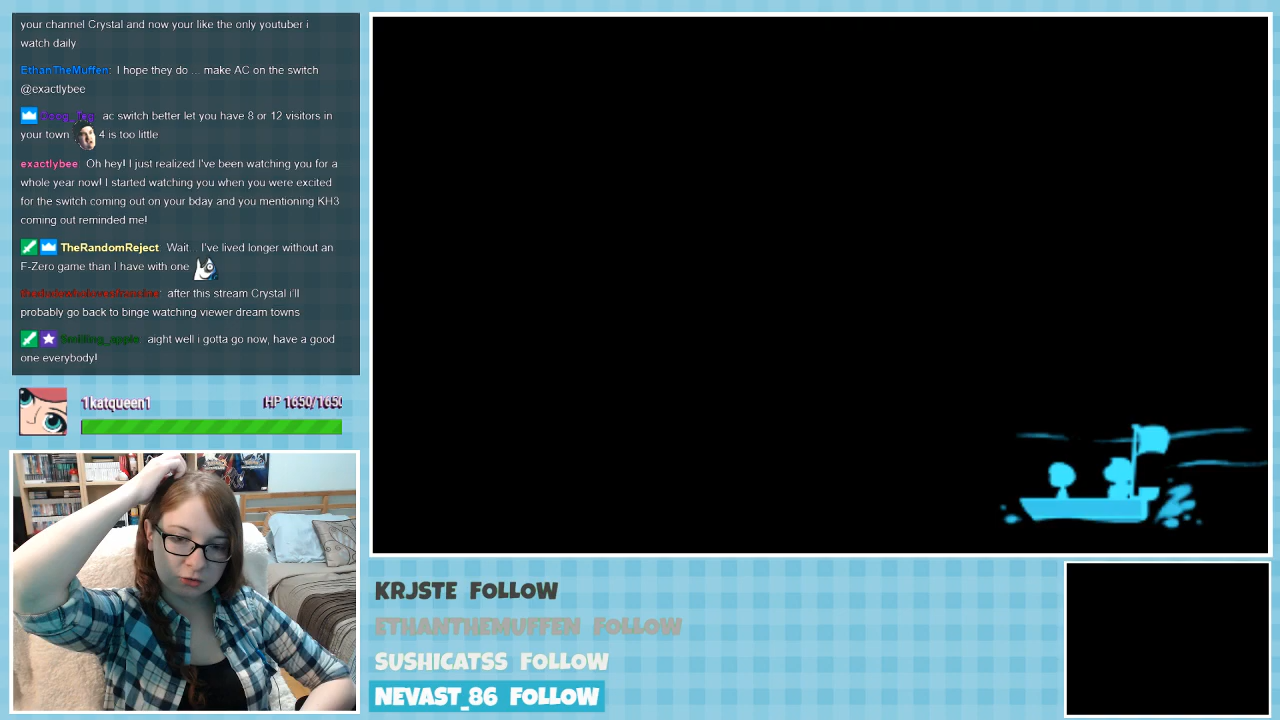 your channel Crystal and now your like the only youtuber i
watch daily
EthanTheMuffen: I hope they do ... make AC on the switch
@exactlybee
ac switch better let you have 8 or 12 visitors in
your town 4 is too little
exactlybee: Oh hey! I just realized I've been watching you for a
whole year now! I started watching you when you were excited
for the switch coming out on your bday and you mentioning KH3
coming out reminded me!
TheRandomReject: Wait... I've lived longer without an
F-Zero game than I have with one
after this stream Crystal i'll
probably go back to binge watching viewer dream towns
Smiling_apple: aight well i gotta go now, have a good
one everybody!
1katqueen1 HP 1650/1650
KRJSTE FOLLOW
ETHANTHEMUFFEN FOLLOW
SUSHICATSS FOLLOW
NEVAST_86 FOLLOW